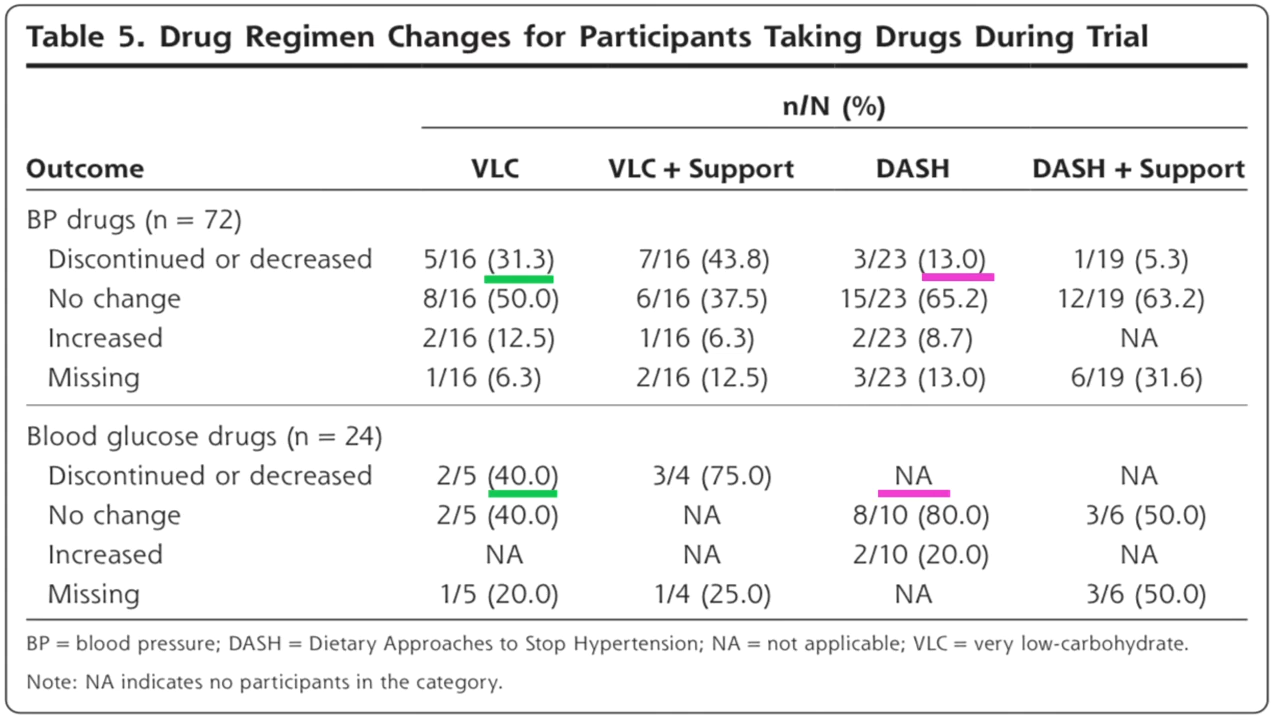 Table 5. Drug Regimen Changes for Participants Taking Drugs During Trial
n/N (%)
Outcome VLC VLC + Support DASH DASH + Support
BP drugs (n = 72)
Discontinued or decreased 5/16 (31.3) 7/16 (43.8) 3/23 (13.0) 1/19 (5.3)
No change 8/16 (50.0) 6/16 (37.5) 15/23 (65.2) 12/19 (63.2)
Increased 2/16 (12.5) 1/16 (6.3) 2/23 (8.7) NA
Missing 1/16 (6.3) 2/16 (12.5) 3/23 (13.0) 6/19 (31.6)
Blood glucose drugs (n = 24)
Discontinued or decreased 2/5 (40.0) 3/4 (75.0) NA NA
No change 2/5 (40.0) NA 8/10 (80.0) 3/6 (50.0)
Increased NA NA 2/10 (20.0) NA
Missing 1/5 (20.0) 1/4 (25.0) NA 3/6 (50.0)
BP = blood pressure; DASH = Dietary Approaches to Stop Hypertension; NA = not applicable; VLC = very low-carbohydrate.
Note: NA indicates no participants in the category.